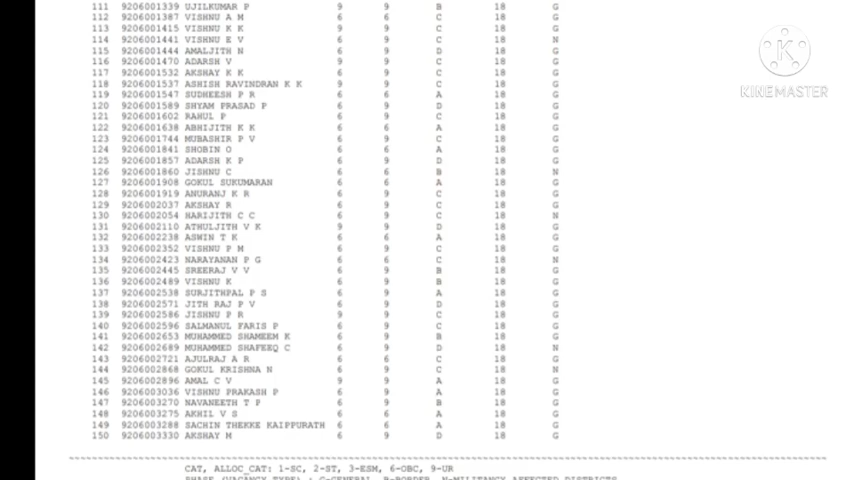 111 9206001339 UJILKUMAR P 9 9 B 18 G
112 9206001387 VISHNU A M 6 6 C 18 G
113 9206001415 VISHNU K K 9 9 C 18 G
114 9206001441 VISHNU E V 6 6 C 18 N
115 9206001444 AMALJITH N 9 9 D 18 G
116 9206001470 ADARSH V 9 9 C 18 G
117 9206001532 AKSHAY K K 6 6 C 18 G
118 9206001537 ASHISH RAVINDRAN K K 9 9 C 18 G
119 9206001547 SUDHEESH P R 6 6 A 18 G
120 9206001589 SHYAM PRASAD P 6 9 D 18 G
121 9206001602 RAHUL P 6 9 C 18 G
122 9206001638 ABHIJITH K K 6 6 A 18 G
123 9206001744 MUBASHIR P V 6 9 C 18 G
124 9206001841 SHOBIN O 6 6 A 18 G
125 9206001857 ADARSH K P 6 9 D 18 G
126 9206001860 JISHNU C 6 6 B 18 N
127 9206001908 GOKUL SUKUMARAN 6 6 A 18 G
128 9206001919 ANURANJ K R 6 9 C 18 G
129 9206002037 AKSHAY R 6 9 C 18 G
130 9206002054 HARIJITH C C 6 9 C 18 N
131 9206002110 ATHULJITH V K 9 9 D 18 G
132 9206002238 ASWIN T K 6 6 A 18 G
133 9206002352 VISHNU P M 6 9 C 18 G
134 9206002423 NARAYANAN P G 6 6 C 18 N
135 9206002445 SREERAJ V V 6 9 B 18 G
136 9206002489 VISHNU K 6 9 B 18 G
137 9206002538 SURJITHPAL P S 6 9 A 18 G
138 9206002571 JITH RAJ P V 6 9 D 18 G
139 9206002586 JISHNU P R 9 9 C 18 G
140 9206002596 SALMANUL FARIS P 6 9 C 18 G
141 9206002653 MUHAMMED SHAMEEM K 6 9 B 18 G
142 9206002689 MUHAMMED SHAFEEQ C 6 9 D 18 N
143 9206002721 AJULRAJ A R 6 6 C 18 G
144 9206002868 GOKUL KRISHNA N 6 9 C 18 N
145 9206002896 AMAL C V 9 9 A 18 G
146 9206003036 VISHNU PRAKASH P 6 9 A 18 G
147 9206003270 NAVANEETH T P 6 9 B 18 G
148 9206003275 AKHIL V S 6 6 A 18 G
149 9206003288 SACHIN THEKKE KAIPPURATH 6 6 A 18 G
150 9206003330 AKSHAY M 6 9 D 18 G
CAT, ALLOC_CAT: 1-SC, 2-ST, 3-ESM, 6-OBC, 9-UR
PHASE (VACANCY TYPE) : G-GENERAL, B-BORDER, N-MILITANCY AFFECTED DISTRICTS
K
KINEMASTER